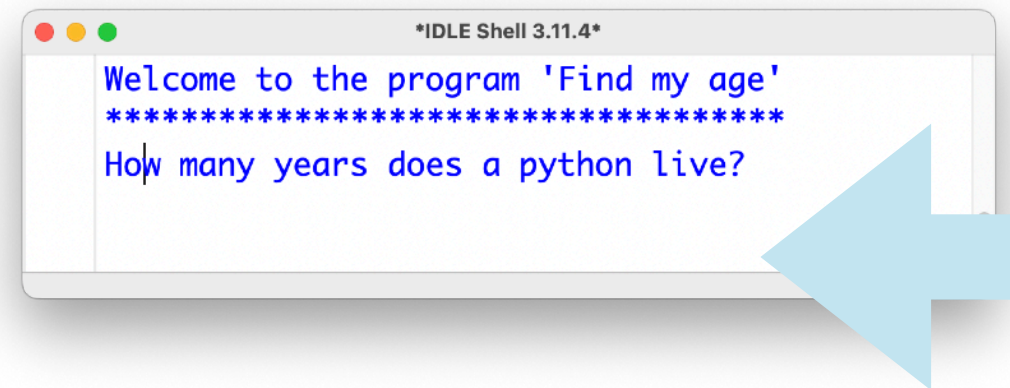 *IDLE Shell 3.11.4*
Welcome to the program 'Find my age'
************************************
How many years does a python live?